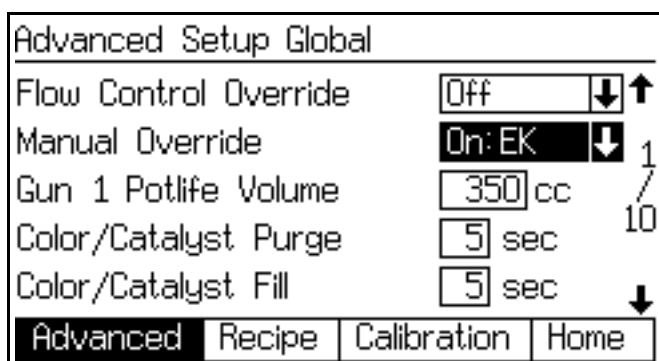 Advanced Setup Global
Flow Control Override Off
Manual Override On: EK
Gun 1 Potlife Volume 350 cc
Color/Catalyst Purge 5 sec
Color/Catalyst Fill 5 sec
1/10
Advanced Recipe Calibration Home